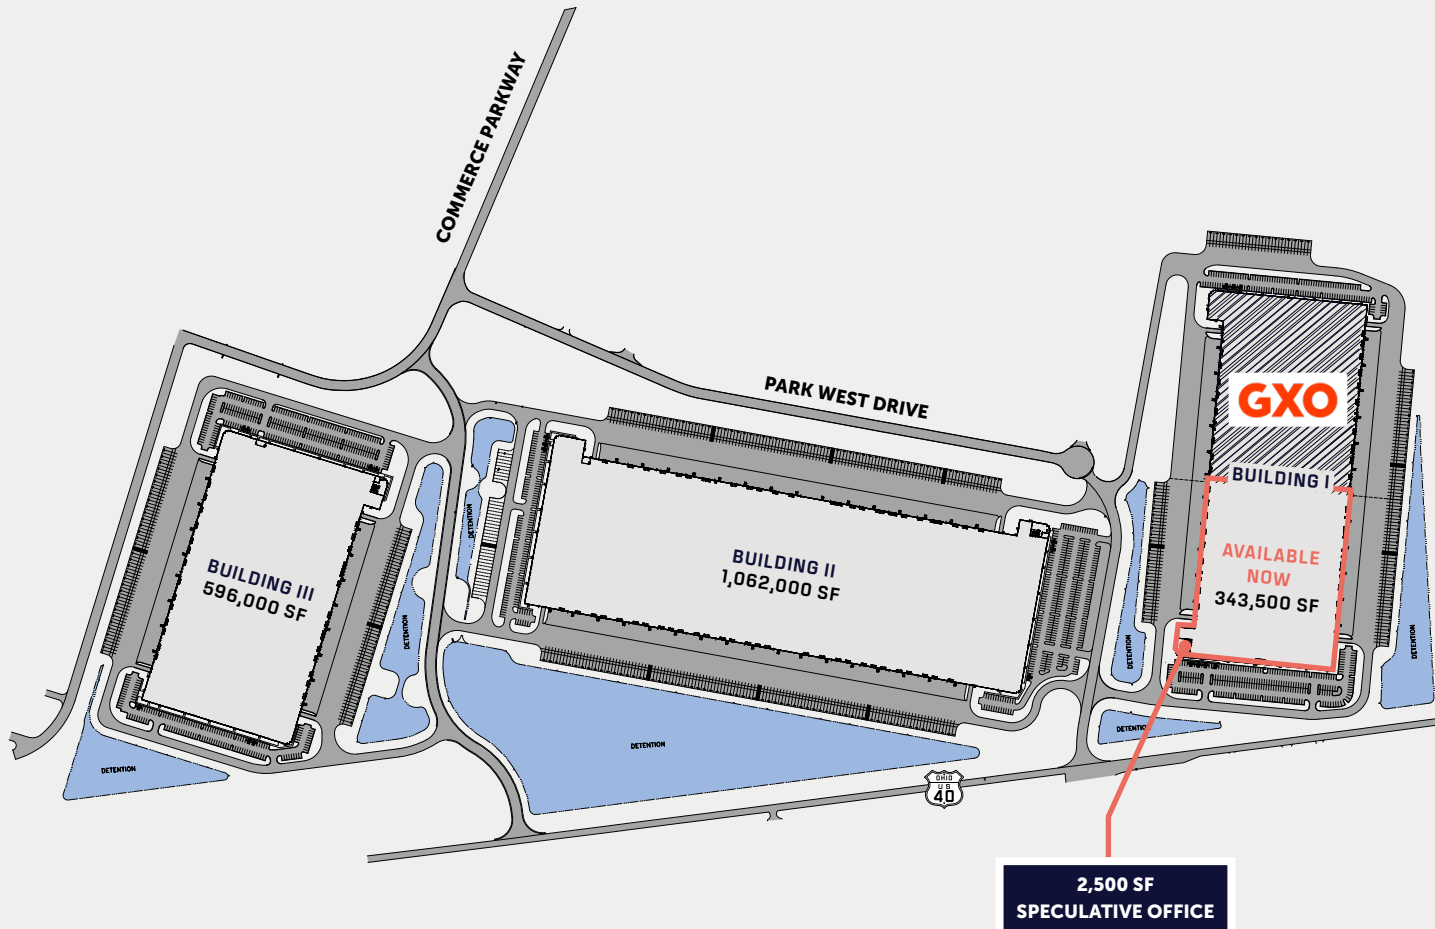 COMMERCE PARKWAY
PARK WEST DRIVE
GXO
BUILDING I
AVAILABLE
NOW
343,500 SF
BUILDING II
1,062,000 SF
BUILDING III
596,000 SF
DETENTION
DETENTION
DETENTION
DETENTION
DETENTION
DETENTION
DETENTION
OHIO
US
40
2,500 SF
SPECULATIVE OFFICE